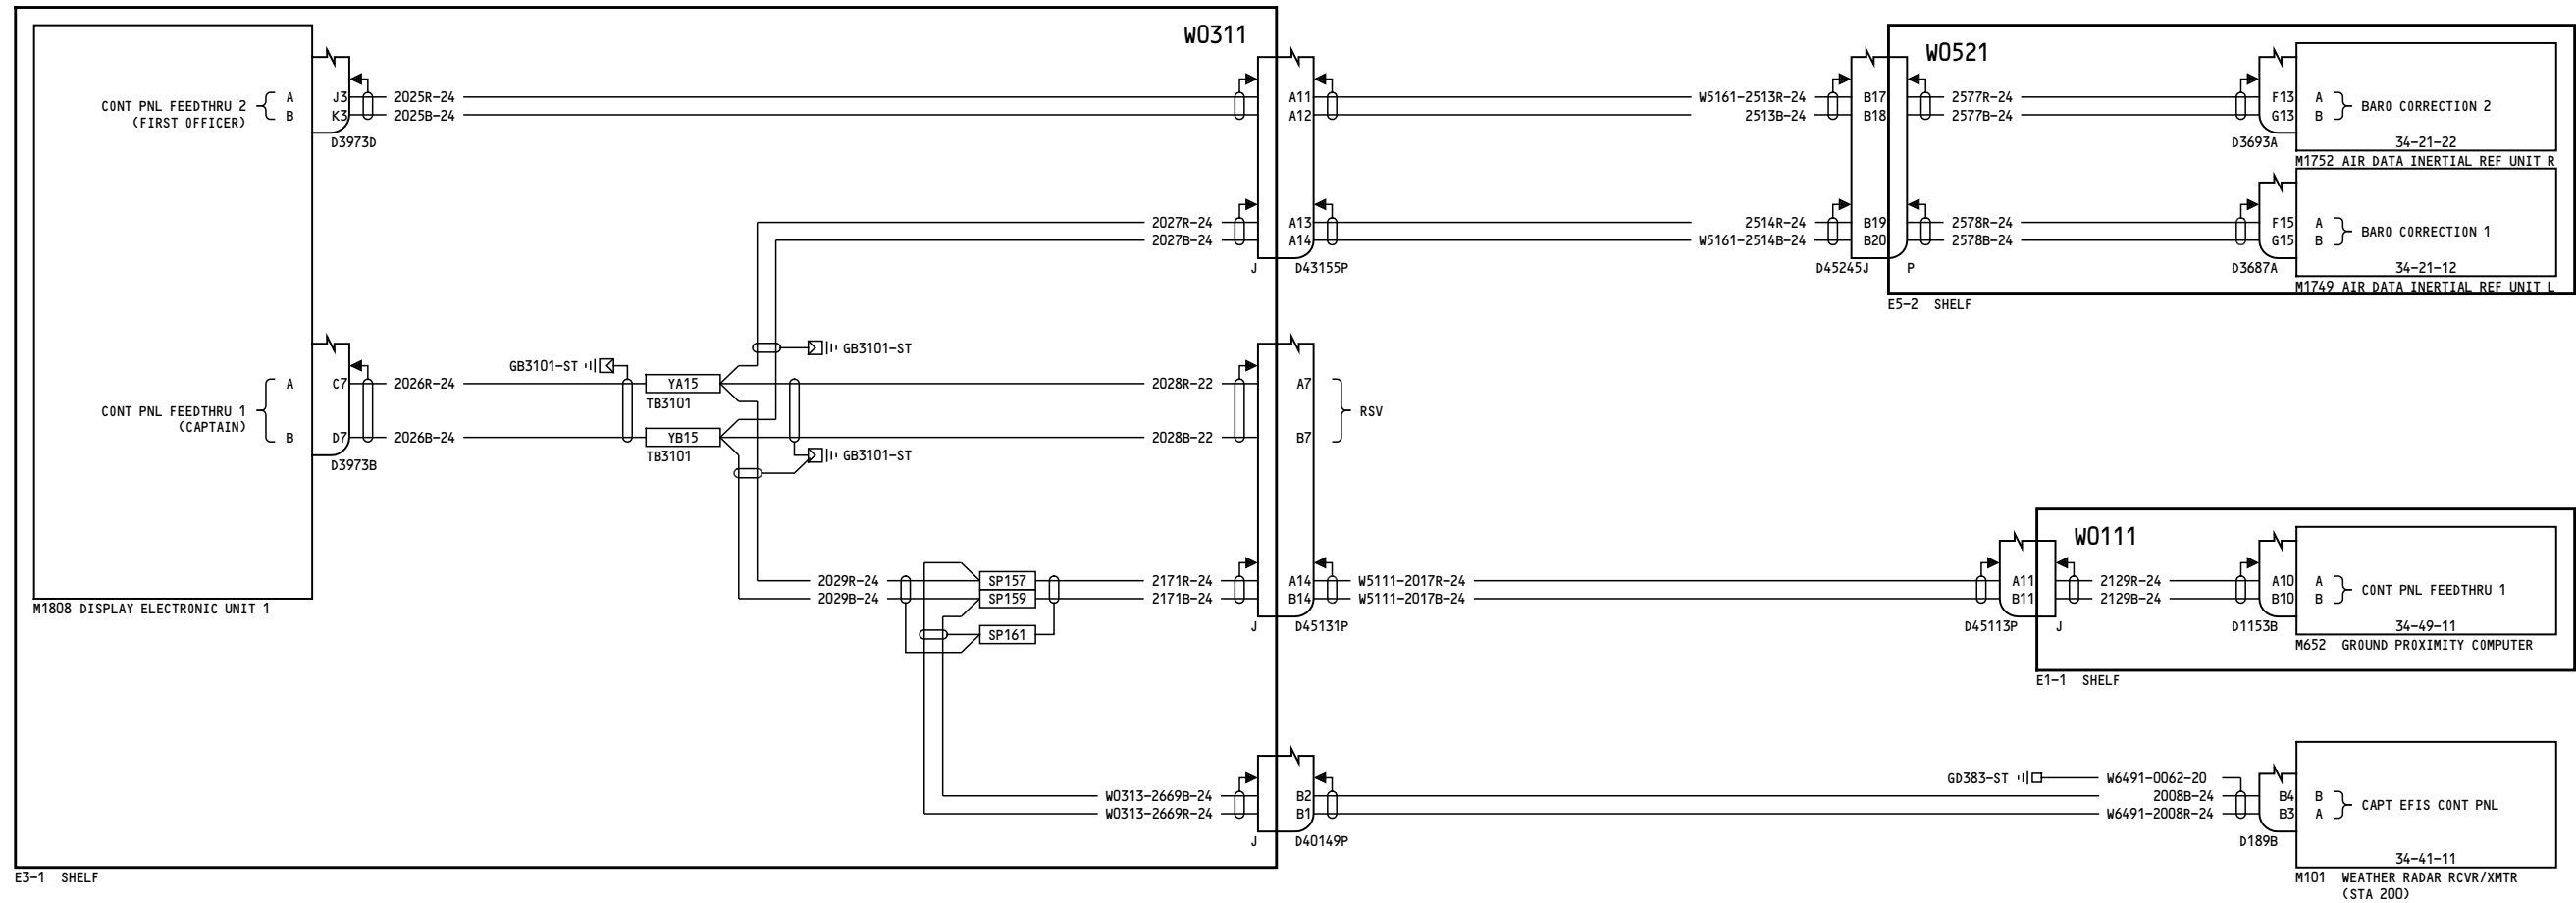 W0311
W0521
CONT PNL FEEDTHRU 2
(FIRST OFFICER)
A
B
J3
K3
D3973D
2025R-24
2025B-24
A11
A12
W5161-2513R-24
2513B-24
B17
B18
2577R-24
2577B-24
F13
G13
D3693A
A
B
BARO CORRECTION 2
34-21-22
M1752 AIR DATA INERTIAL REF UNIT R
2027R-24
2027B-24
A13
A14
J
D43155P
2514R-24
W5161-2514B-24
B19
B20
D45245J
P
2578R-24
2578B-24
F15
G15
D3687A
A
B
BARO CORRECTION 1
34-21-12
M1749 AIR DATA INERTIAL REF UNIT L
E5-2 SHELF
CONT PNL FEEDTHRU 1
(CAPTAIN)
A
B
C7
D7
D3973B
2026R-24
2026B-24
GB3101-ST
YA15
TB3101
YB15
TB3101
GB3101-ST
GB3101-ST
2028R-22
2028B-22
A7
B7
RSV
M1808 DISPLAY ELECTRONIC UNIT 1
2029R-24
2029B-24
SP157
SP159
SP161
2171R-24
2171B-24
A14
B14
J
D45131P
W5111-2017R-24
W5111-2017B-24
W0111
A11
B11
D45113P
J
2129R-24
2129B-24
A10
B10
D1153B
A
B
CONT PNL FEEDTHRU 1
34-49-11
M652 GROUND PROXIMITY COMPUTER
E1-1 SHELF
W0313-2669B-24
W0313-2669R-24
B2
B1
J
D40149P
GD383-ST
W6491-0062-20
2008B-24
W6491-2008R-24
B4
B3
D189B
B
A
CAPT EFIS CONT PNL
34-41-11
M101 WEATHER RADAR RCVR/XMTR
(STA 200)
E3-1 SHELF